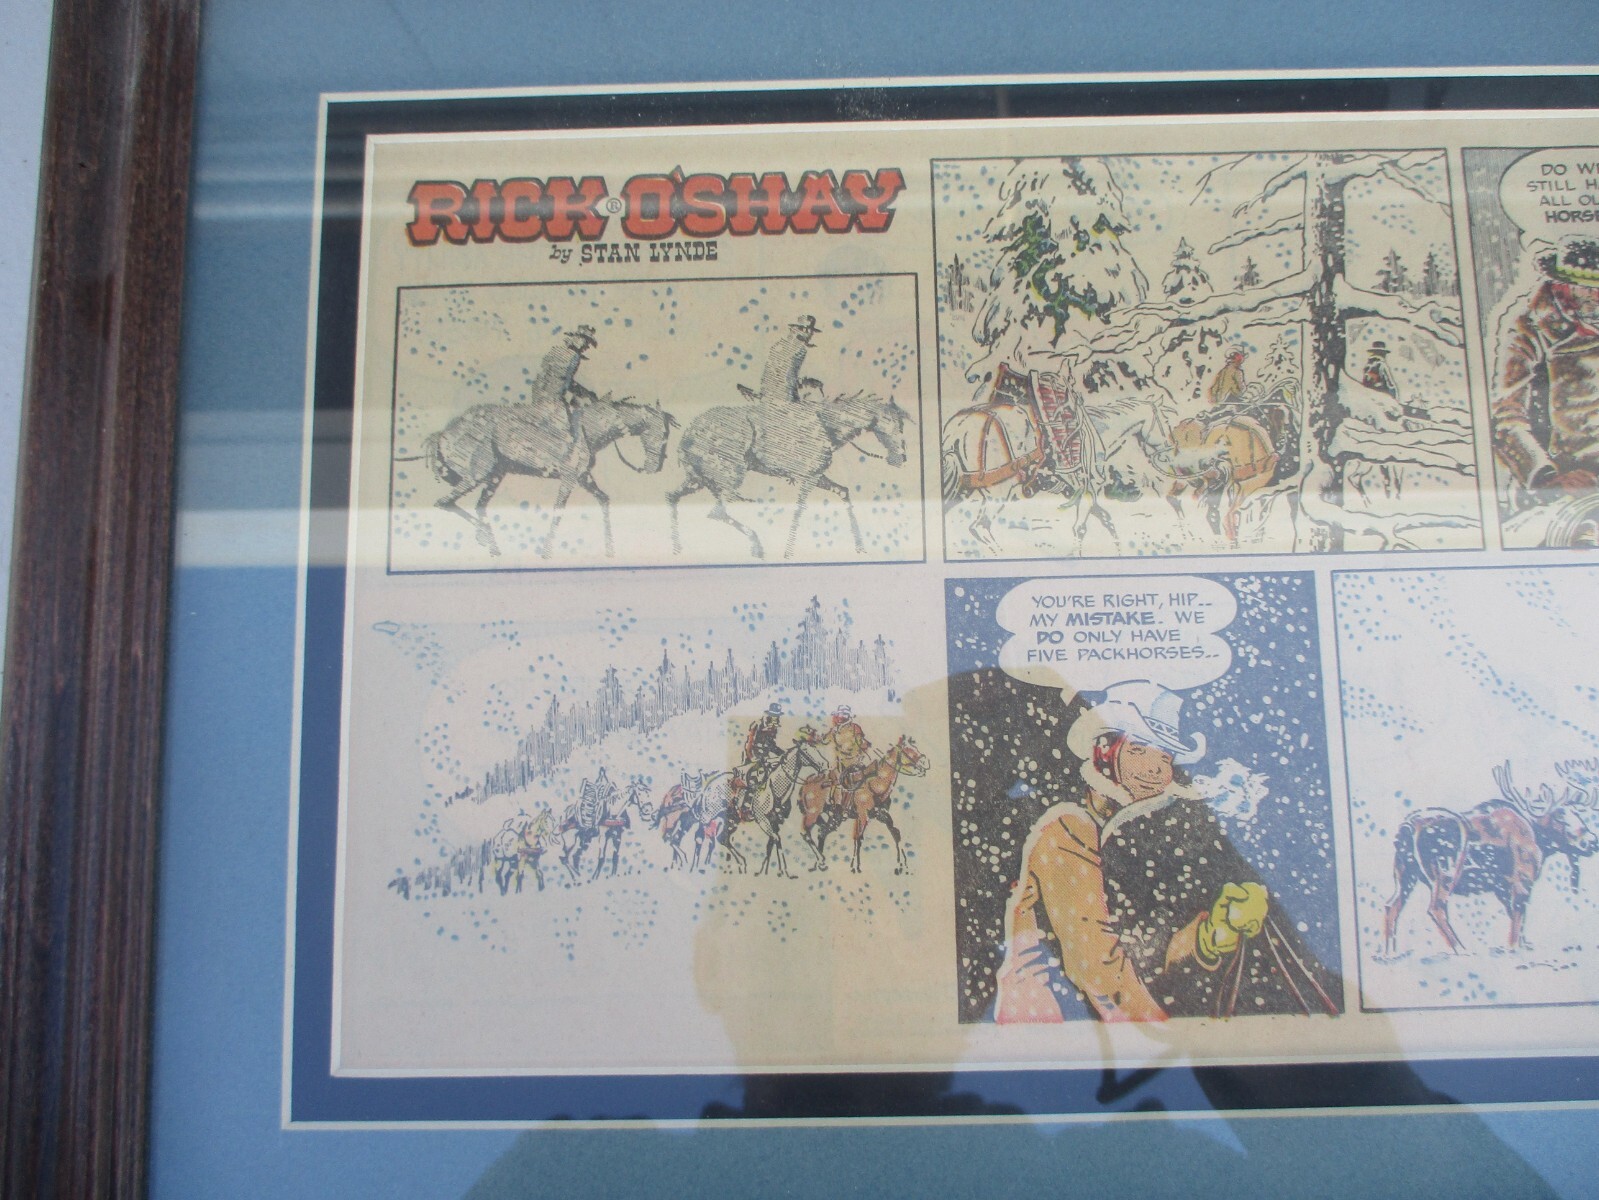 RICK ® O'SHAY
by STAN LYNDE
DO
STILL
ALL
YOU'RE RIGHT, HIP--
MY MISTAKE. WE
DO ONLY HAVE
FIVE PACKHORSES--